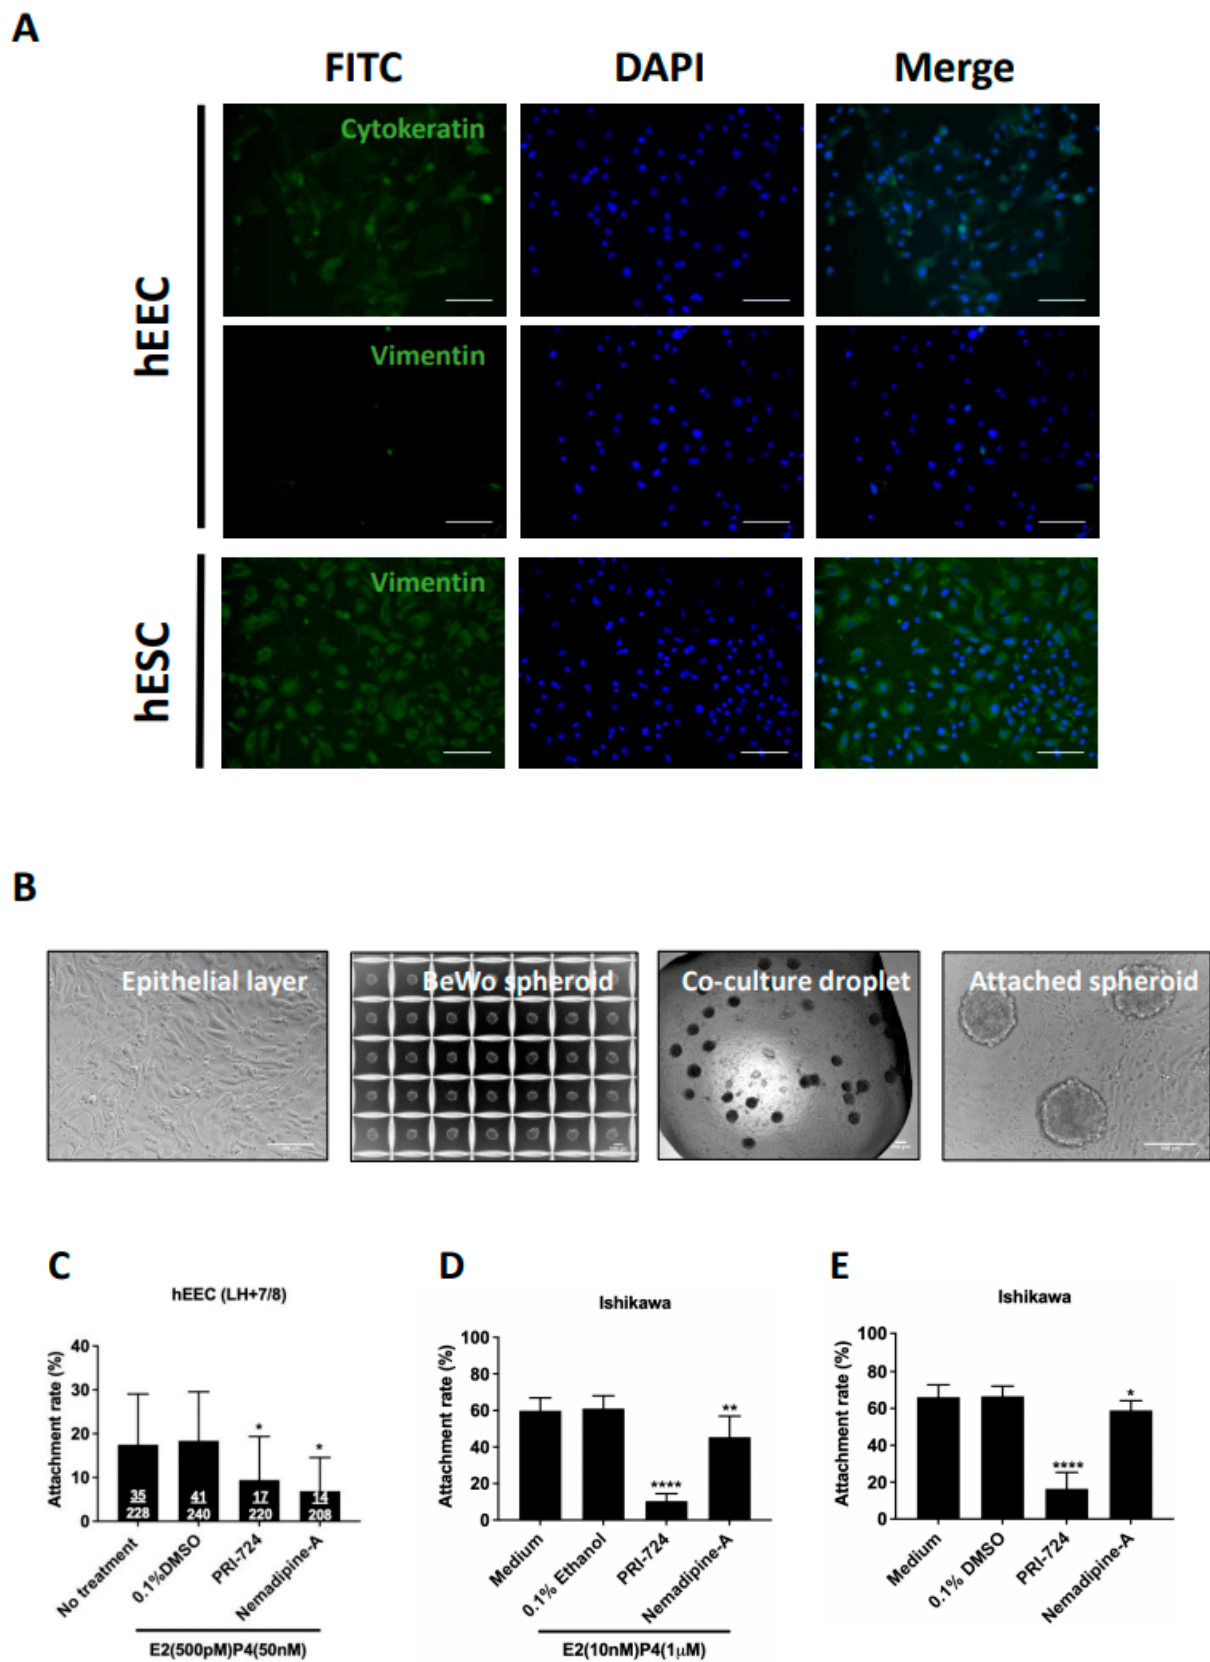 A
FITC
DAPI
Merge
hEEC
Cytokeratin
Vimentin
hESC
Vimentin
B
Epithelial layer
BeWo spheroid
Co-culture droplet
Attached spheroid
C
hEEC (LH+7/8)
Attachment rate (%)
40
30
20
10
0
35
228
41
240
*
17
220
*
14
208
No treatment
0.1%DMSO
PRI-724
Nemadipine-A
E2(500pM)P4(50nM)
D
Ishikawa
Attachment rate (%)
100
80
60
40
20
0
****
**
Medium
0.1% Ethanol
PRI-724
Nemadipine-A
E2(10nM)P4(1μM)
E
Ishikawa
Attachment rate (%)
100
80
60
40
20
0
****
*
Medium
0.1% DMSO
PRI-724
Nemadipine-A